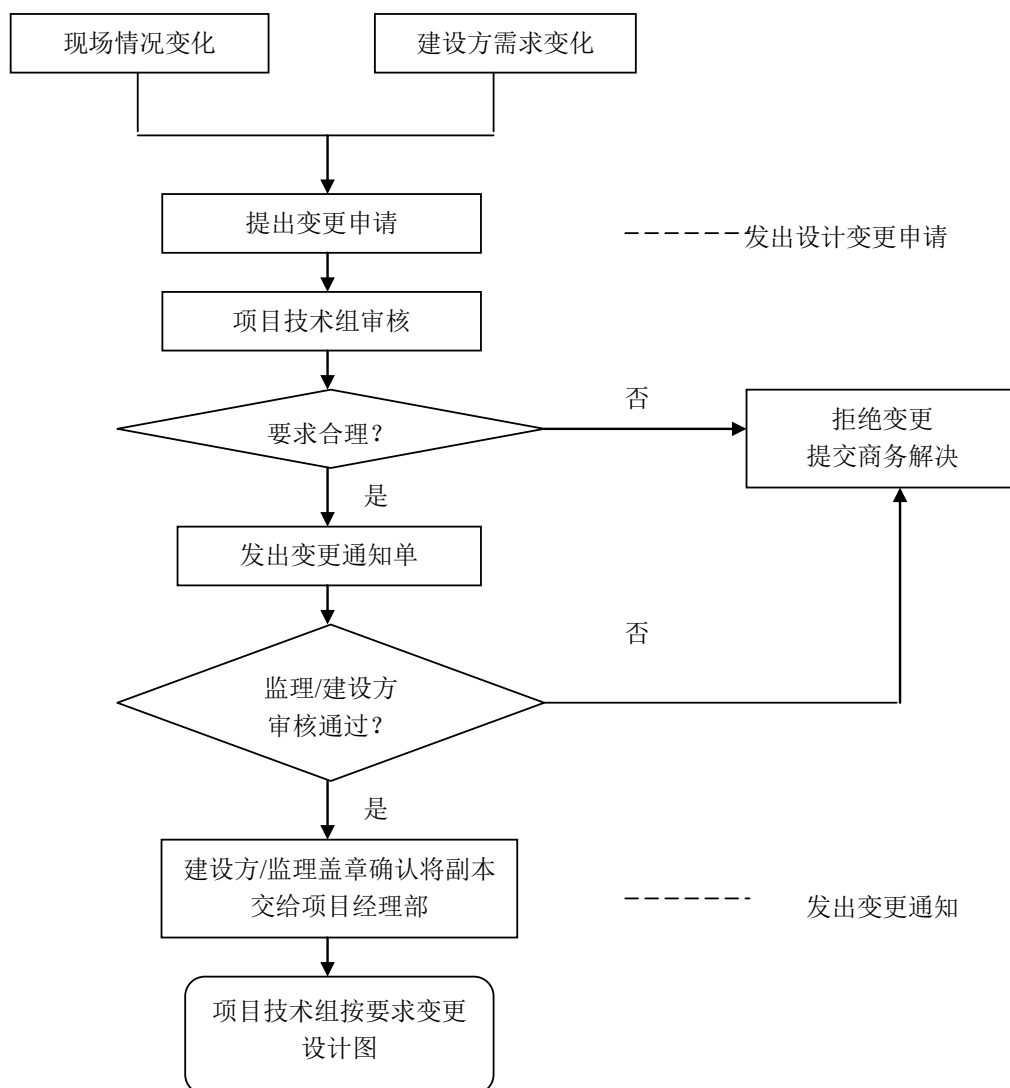 现场情况变化
建设方需求变化
提出变更申请
发出设计变更申请
项目技术组审核
否
要求合理？
拒绝变更
提交商务解决
是
发出变更通知单
否
监理/建设方
审核通过？
是
建设方/监理盖章确认将副本
交给项目经理部
发出变更通知
项目技术组按要求变更
设计图